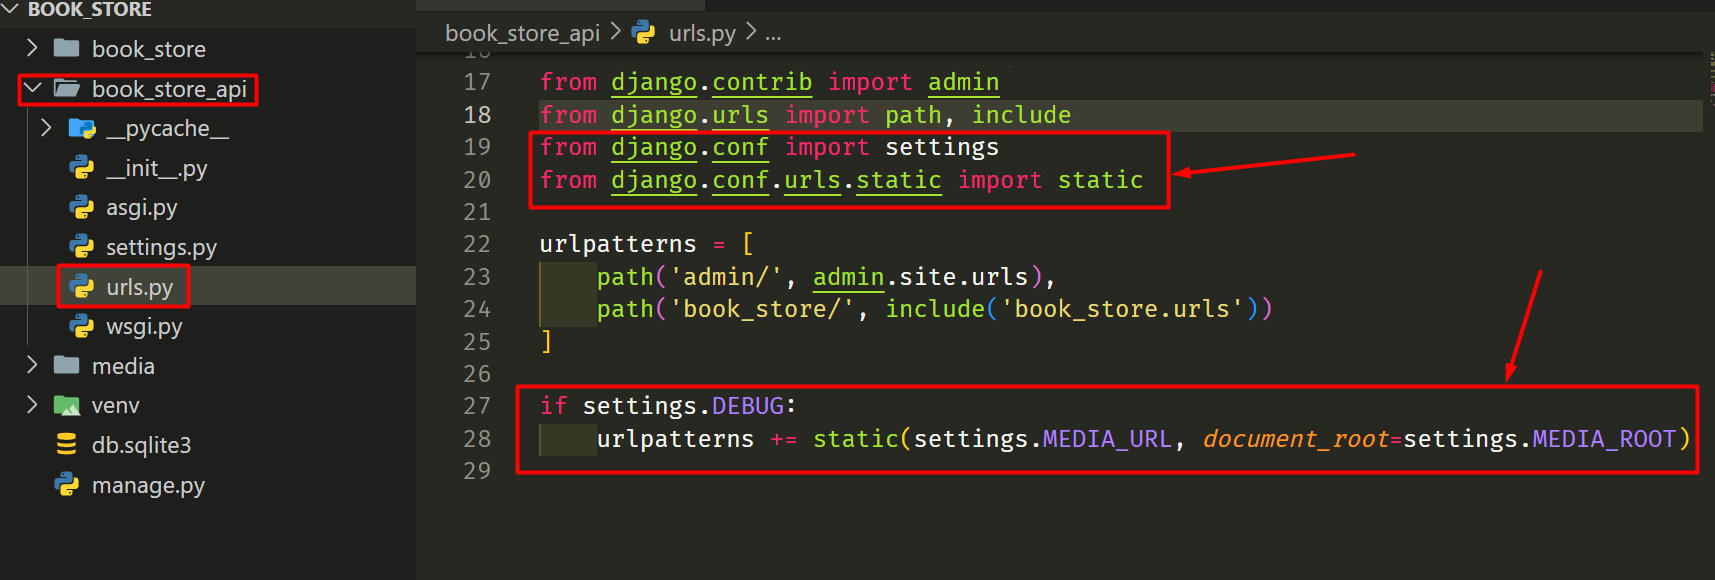 BOOK_STORE
book_store
book_store_api
__pycache__
__init__.py
asgi.py
settings.py
urls.py
wsgi.py
media
venv
db.sqlite3
manage.py
book_store_api > urls.py > ...
17 from django.contrib import admin
18 from django.urls import path, include
19 from django.conf import settings
20 from django.conf.urls.static import static
21
22 urlpatterns = [
23     path('admin/', admin.site.urls),
24     path('book_store/', include('book_store.urls'))
25 ]
26
27 if settings.DEBUG:
28     urlpatterns += static(settings.MEDIA_URL, document_root=settings.MEDIA_ROOT)
29